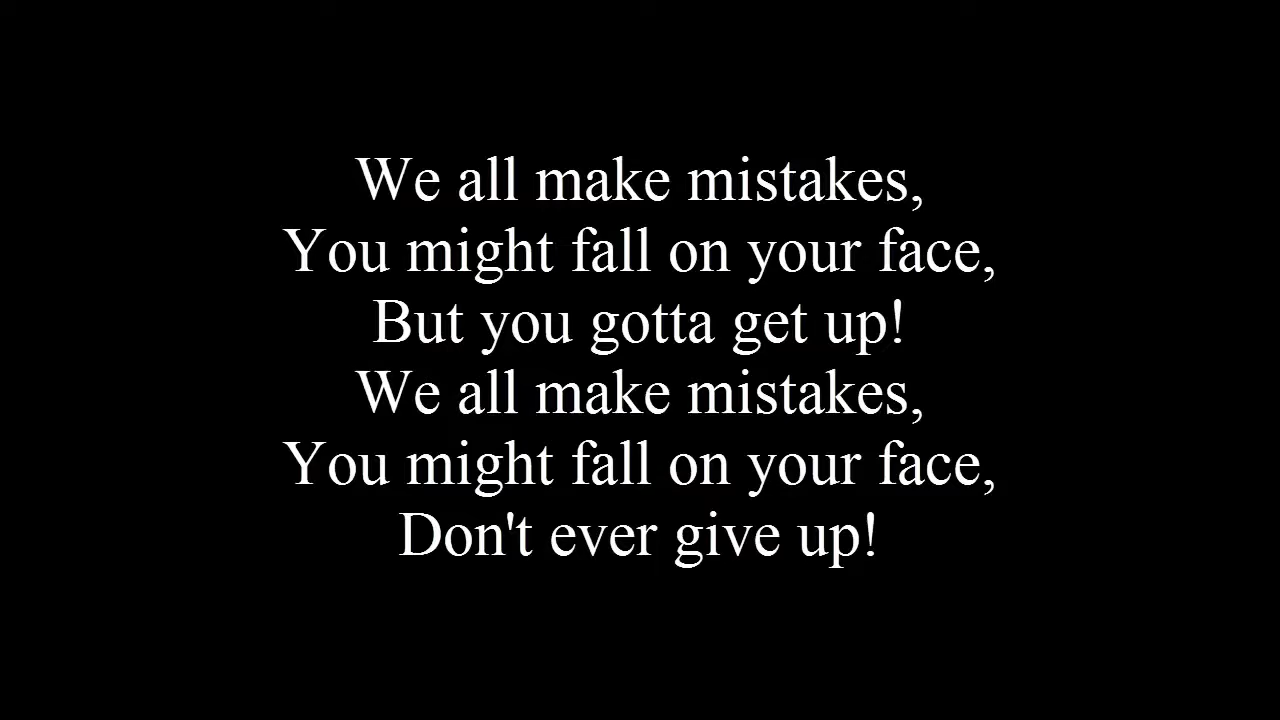 We all make mistakes,
You might fall on your face,
But you gotta get up!
We all make mistakes,
You might fall on your face,
Don't ever give up!